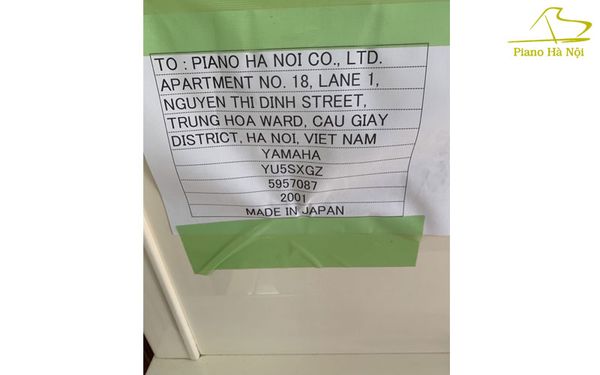 Piano Hà Nội
TO : PIANO HA NOI CO., LTD.
APARTMENT NO. 18, LANE 1,
NGUYEN THI DINH STREET,
TRUNG HOA WARD, CAU GIAY
DISTRICT, HA NOI, VIET NAM
YAMAHA
YU5SXGZ
5957087
2001
MADE IN JAPAN